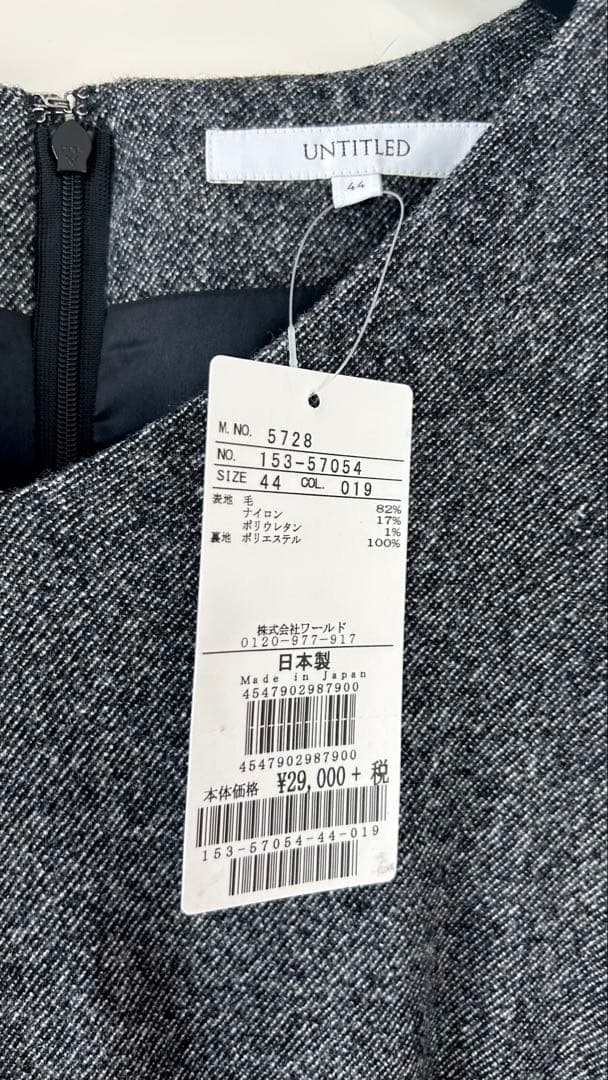 UNTITLED
44
M. NO. 5728
NO. 153-57054
SIZE 44 COL. 019
表地 毛 82%
ナイロン 17%
ポリウレタン 1%
裏地 ポリエステル 100%
株式会社ワールド
0120-977-917
日本製
Made in Japan
4547902987900
4547902987900
本体価格 ¥29,000+税
153-57054-44-019